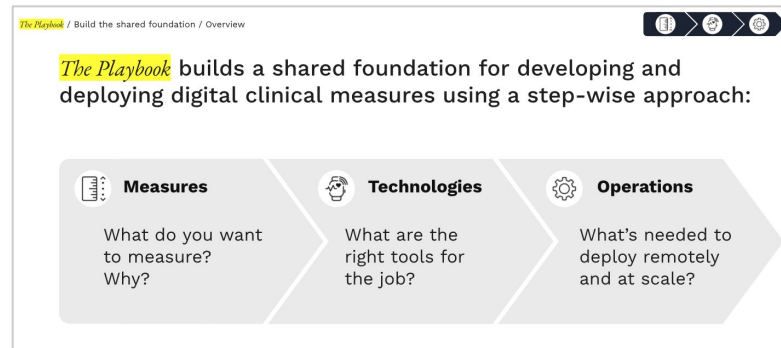 The Playbook / Build the shared foundation / Overview
The Playbook builds a shared foundation for developing and
deploying digital clinical measures using a step-wise approach:
Measures
What do you want
to measure?
Why?
Technologies
What are the
right tools for
the job?
Operations
What's needed to
deploy remotely
and at scale?